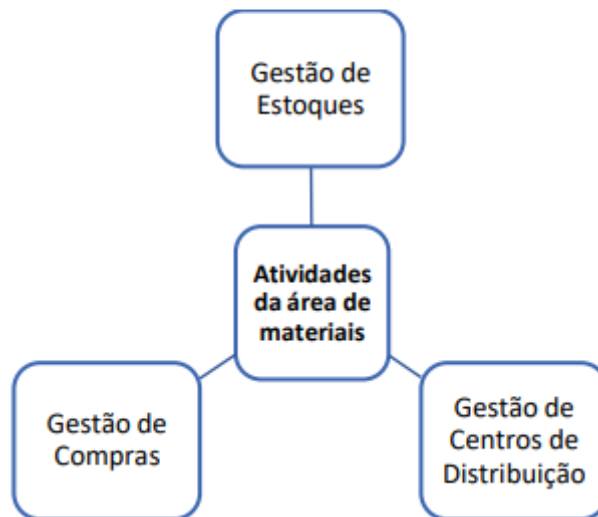 Gestão de
Estoques
Atividades
da área de
materiais
Gestão de
Compras
Gestão de
Centros de
Distribuição